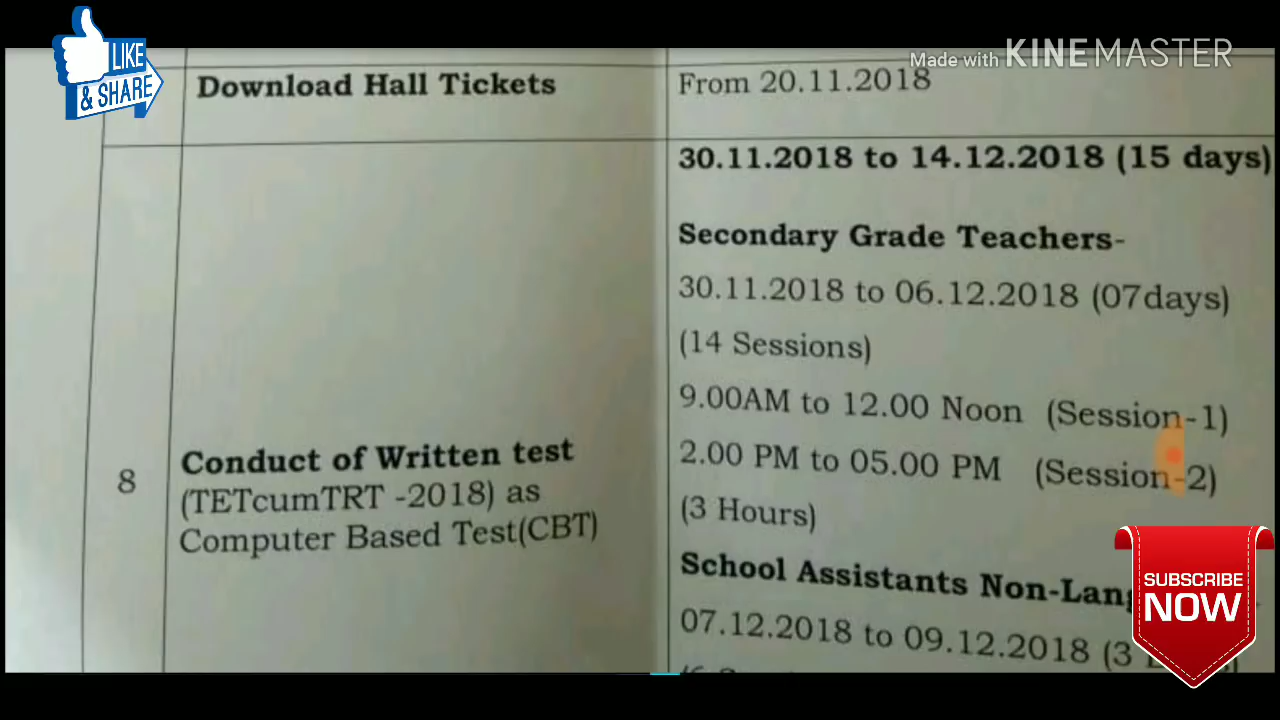 LIKE
& SHARE
Made with KINEMASTER
Download Hall Tickets
From 20.11.2018
30.11.2018 to 14.12.2018 (15 days)
Secondary Grade Teachers-
30.11.2018 to 06.12.2018 (07days)
(14 Sessions)
9.00AM to 12.00 Noon (Session-1)
2.00 PM to 05.00 PM (Session-2)
(3 Hours)
8
Conduct of Written test
(TETcumTRT -2018) as
Computer Based Test(CBT)
School Assistants
07.12.2018 to 09.12.2018 (3
SUBSCRIBE
NOW